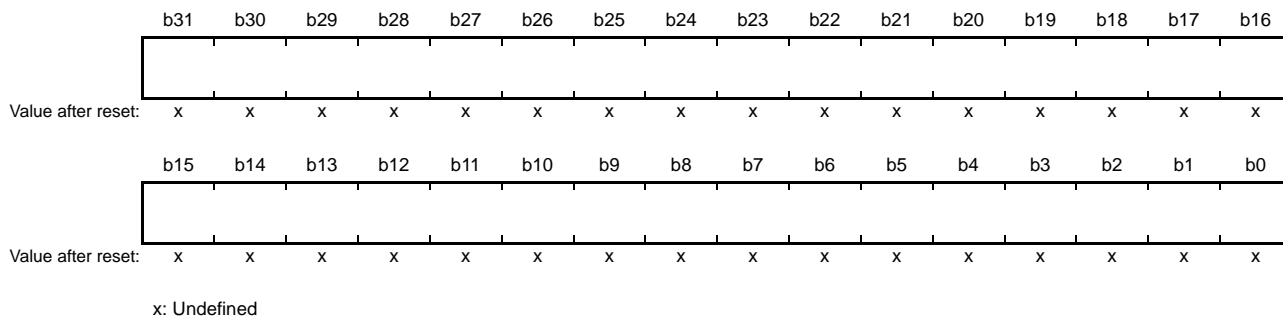 b31 b30 b29 b28 b27 b26 b25 b24 b23 b22 b21 b20 b19 b18 b17 b16
Value after reset: x x x x x x x x x x x x x x x x
b15 b14 b13 b12 b11 b10 b9 b8 b7 b6 b5 b4 b3 b2 b1 b0
Value after reset: x x x x x x x x x x x x x x x x
x: Undefined